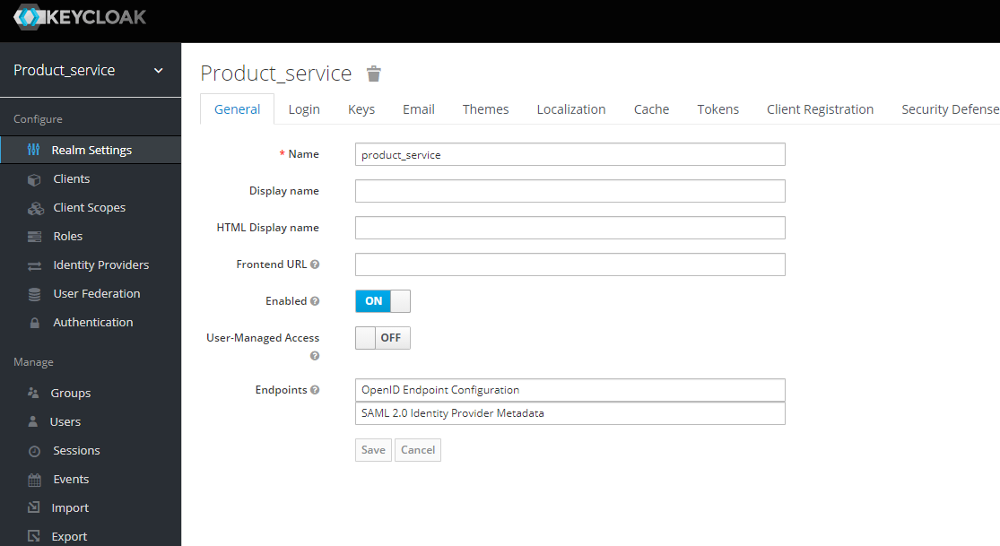 KEYCLOAK
Product_service
Configure
Realm Settings
Clients
Client Scopes
Roles
Identity Providers
User Federation
Authentication
Manage
Groups
Users
Sessions
Events
Import
Export
Product_service
General Login Keys Email Themes Localization Cache Tokens Client Registration Security Defense
* Name product_service
Display name
HTML Display name
Frontend URL ?
Enabled ? ON
User-Managed Access OFF
?
Endpoints ? OpenID Endpoint Configuration
SAML 2.0 Identity Provider Metadata
Save Cancel